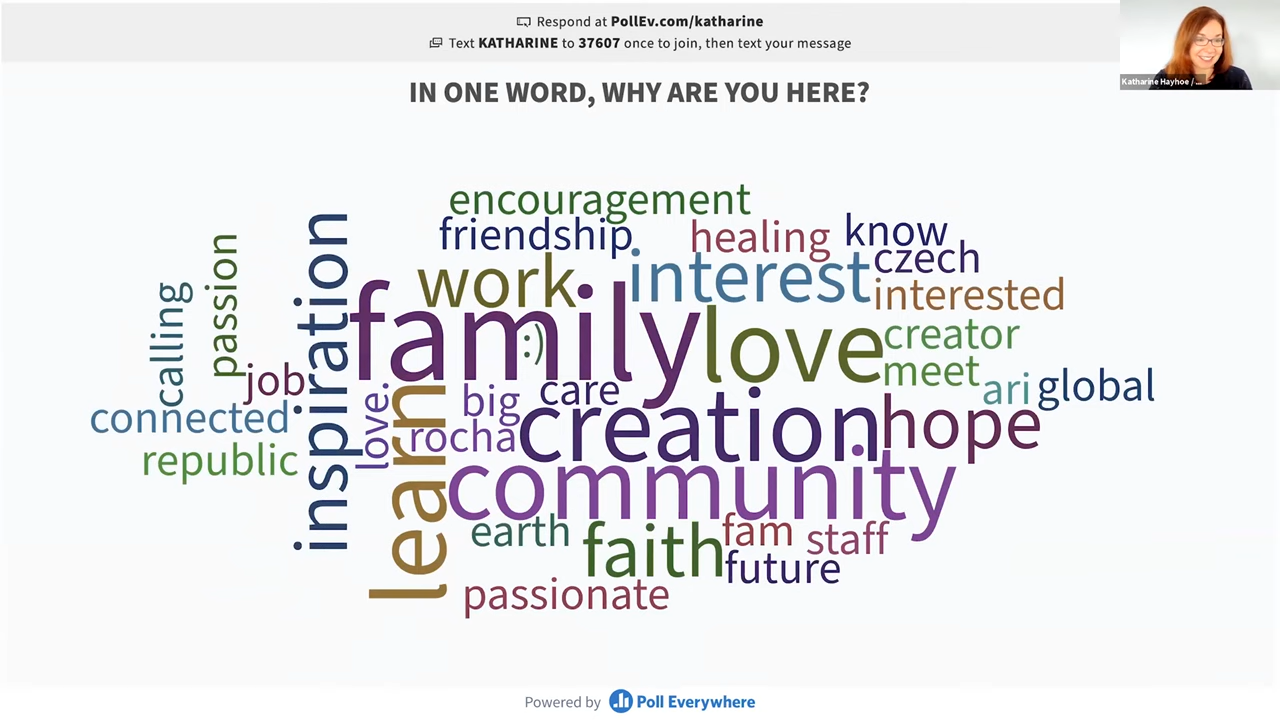 Respond at PollEv.com/katharine
Text KATHARINE to 37607 once to join, then text your message
Katharine Hayhoe / ...
IN ONE WORD, WHY ARE YOU HERE?
encouragement
friendship
healing
know
czech
work
interest
interested
passion
calling
inspiration
family
:)
love
creator
meet
ari
global
job
connected
republic
love.
big
care
rocha
learn
creation
hope
community
earth
faith
fam
staff
future
passionate
Powered by Poll Everywhere